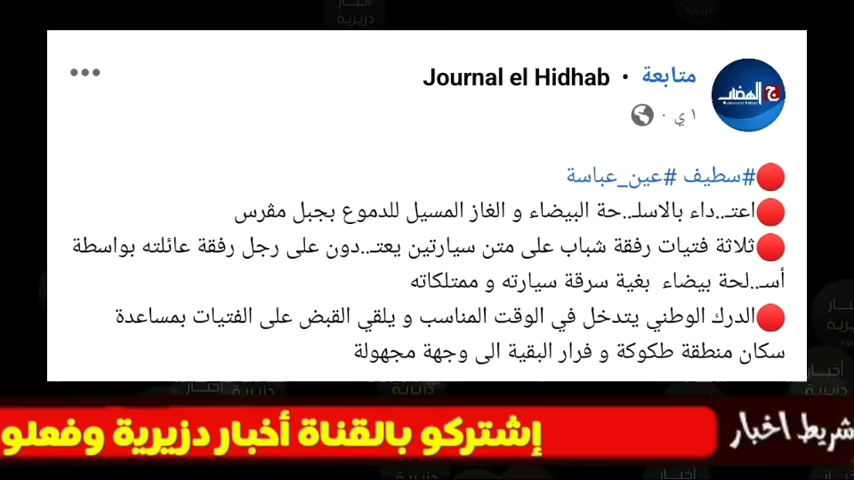 متابعة • Journal el Hidhab
١ ي ·
#سطيف #عين_عباسة
اعتـ..داء بالاسلـ..حة البيضاء و الغاز المسيل للدموع بجبل مڨرس
ثلاثة فتيات رفقة شباب على متن سيارتين يعتـ..دون على رجل رفقة عائلته بواسطة
أسـ..لحة بيضاء بغية سرقة سيارته و ممتلكاته
الدرك الوطني يتدخل في الوقت المناسب و يلقي القبض على الفتيات بمساعدة
سكان منطقة طكوكة و فرار البقية الى وجهة مجهولة
شريط اخبار
إشتركو بالقناة أخبار دزيرية وفعلو